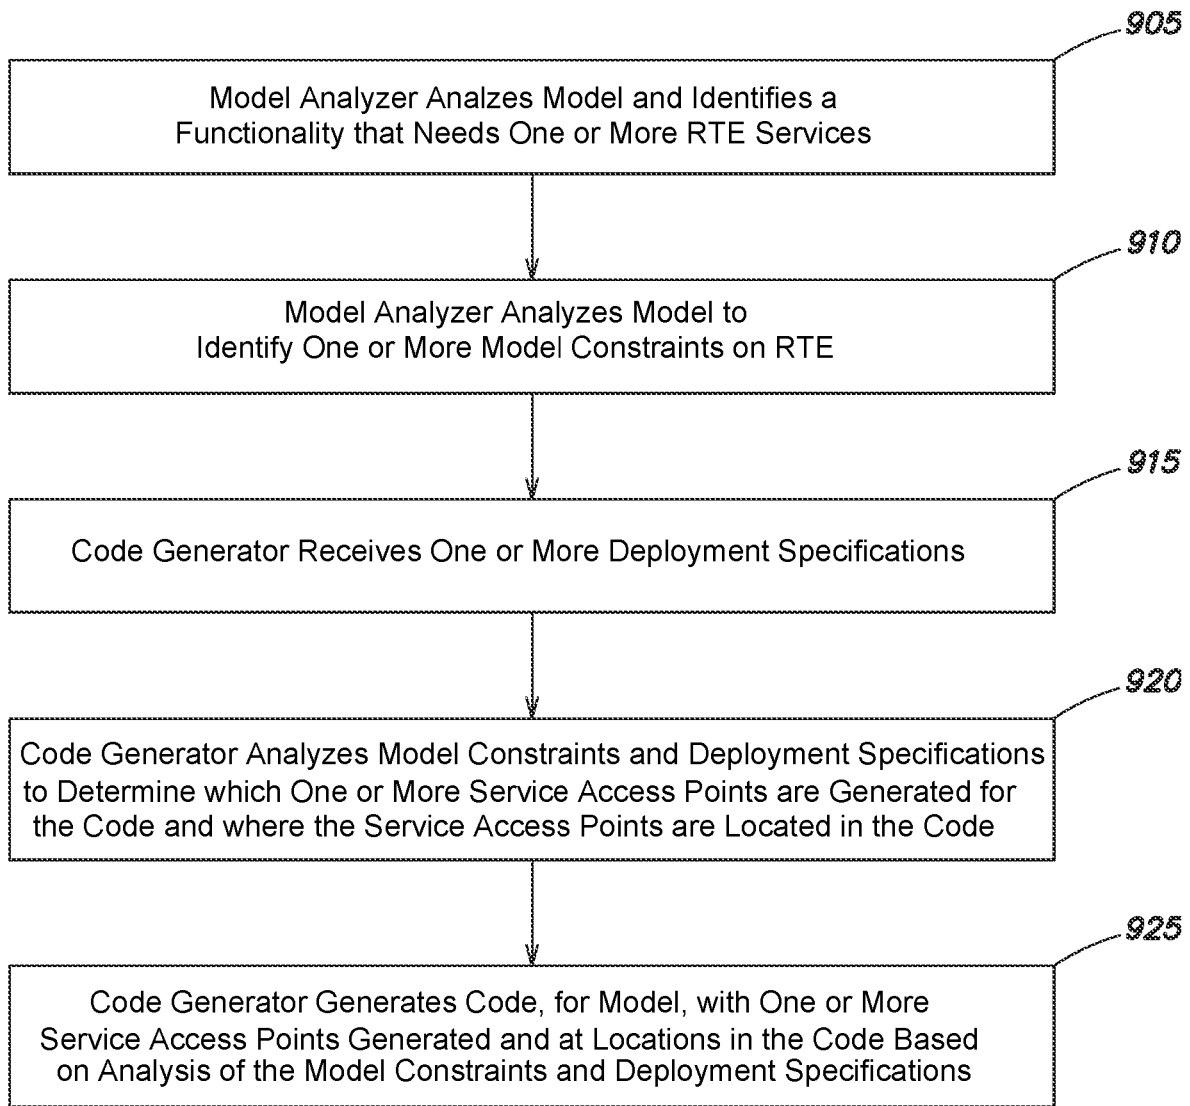 905
Model Analyzer Analzes Model and Identifies a
Functionality that Needs One or More RTE Services
910
Model Analyzer Analyzes Model to
Identify One or More Model Constraints on RTE
915
Code Generator Receives One or More Deployment Specifications
920
Code Generator Analyzes Model Constraints and Deployment Specifications
to Determine which One or More Service Access Points are Generated for
the Code and where the Service Access Points are Located in the Code
925
Code Generator Generates Code, for Model, with One or More
Service Access Points Generated and at Locations in the Code Based
on Analysis of the Model Constraints and Deployment Specifications